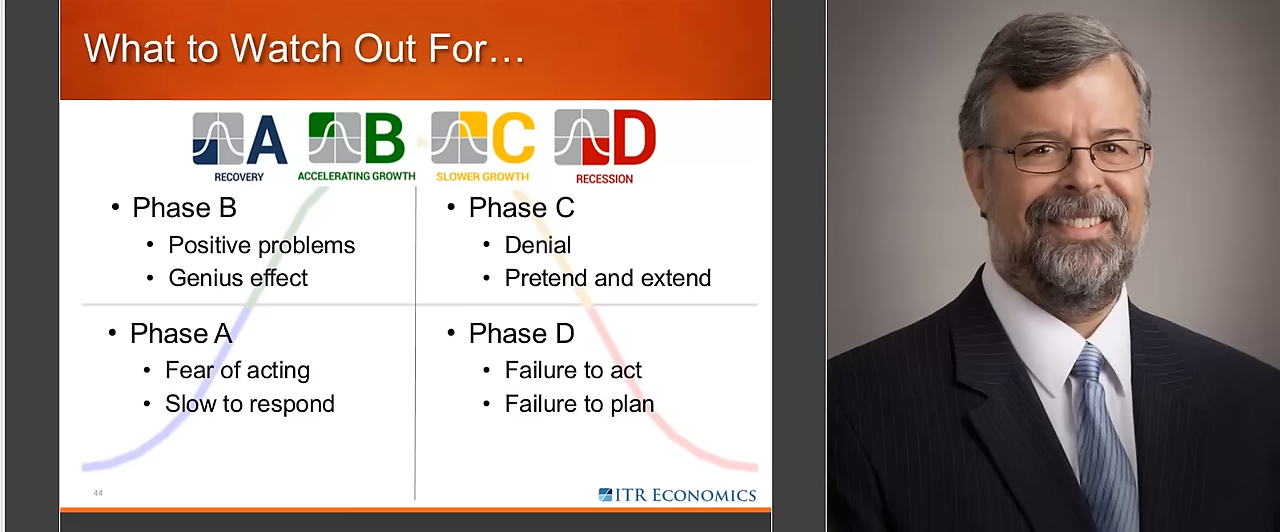 What to Watch Out For…
A B C D
RECOVERY ACCELERATING GROWTH SLOWER GROWTH RECESSION
• Phase B
• Positive problems
• Genius effect
• Phase C
• Denial
• Pretend and extend
• Phase A
• Fear of acting
• Slow to respond
• Phase D
• Failure to act
• Failure to plan
44
ITR ECONOMICS